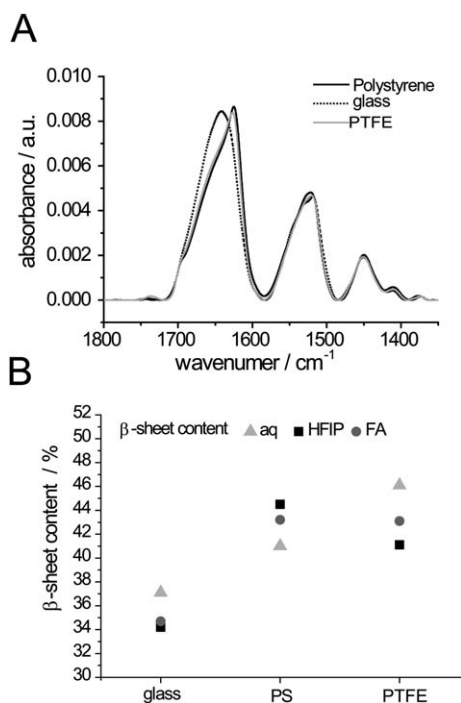 A
0.010
0.008
0.006
0.004
0.002
0.000
absorbance / a.u.
Polystyrene
glass
PTFE
1800 1700 1600 1500 1400
wavenumer / cm⁻¹
B
β-sheet content aq HFIP FA
52
50
48
46
44
42
40
38
36
34
32
30
β-sheet content / %
glass PS PTFE